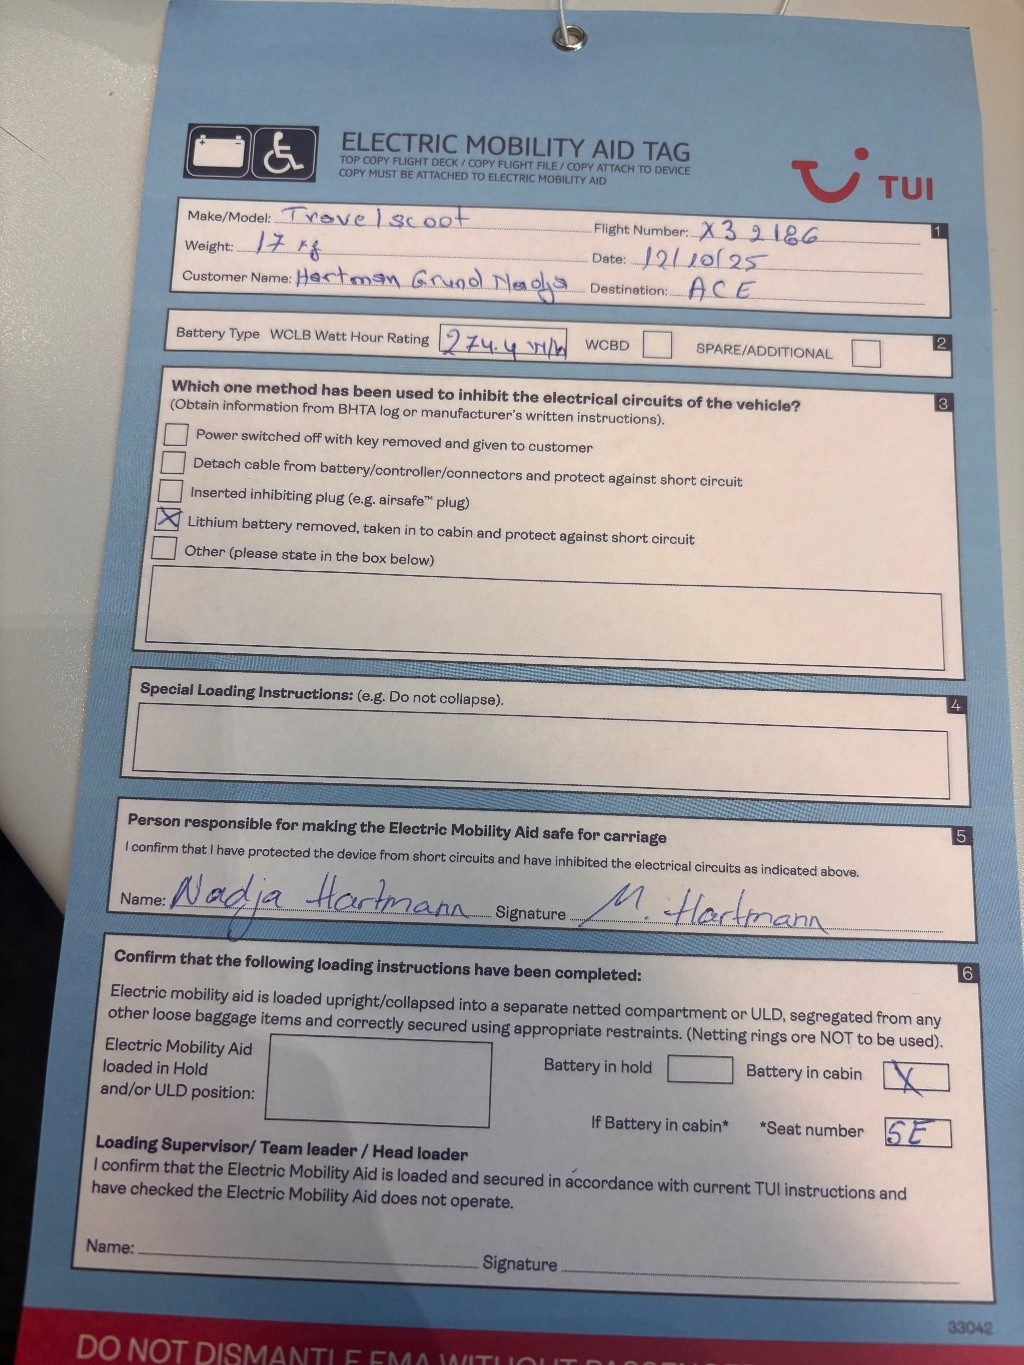 ELECTRIC MOBILITY AID TAG
TOP COPY FLIGHT DECK / COPY FLIGHT FILE / COPY ATTACH TO DEVICE
COPY MUST BE ATTACHED TO ELECTRIC MOBILITY AID
TUI
1
Make/Model: Travelscoot
Flight Number: X3 2186
Weight: 17 kg
Date: 12/10/25
Customer Name: Hartman Grund Nadja
Destination: ACE
2
Battery Type WCLB Watt Hour Rating 274.4 W/h WCBD SPARE/ADDITIONAL
3
Which one method has been used to inhibit the electrical circuits of the vehicle?
(Obtain information from BHTA log or manufacturer's written instructions).
Power switched off with key removed and given to customer
Detach cable from battery/controller/connectors and protect against short circuit
Inserted inhibiting plug (e.g. airsafe™ plug)
X Lithium battery removed, taken in to cabin and protect against short circuit
Other (please state in the box below)
4
Special Loading Instructions: (e.g. Do not collapse).
5
Person responsible for making the Electric Mobility Aid safe for carriage
I confirm that I have protected the device from short circuits and have inhibited the electrical circuits as indicated above.
Name: Nadja Hartmann Signature M. Hartmann
6
Confirm that the following loading instructions have been completed:
Electric mobility aid is loaded upright/collapsed into a separate netted compartment or ULD, segregated from any
other loose baggage items and correctly secured using appropriate restraints. (Netting rings are NOT to be used).
Electric Mobility Aid
loaded in Hold
and/or ULD position:
Battery in hold Battery in cabin X
If Battery in cabin* *Seat number 5E
Loading Supervisor/ Team leader / Head loader
I confirm that the Electric Mobility Aid is loaded and secured in accordance with current TUI instructions and
have checked the Electric Mobility Aid does not operate.
Name: Signature
33042
DO NOT DISMANTLE EMA WITHOUT